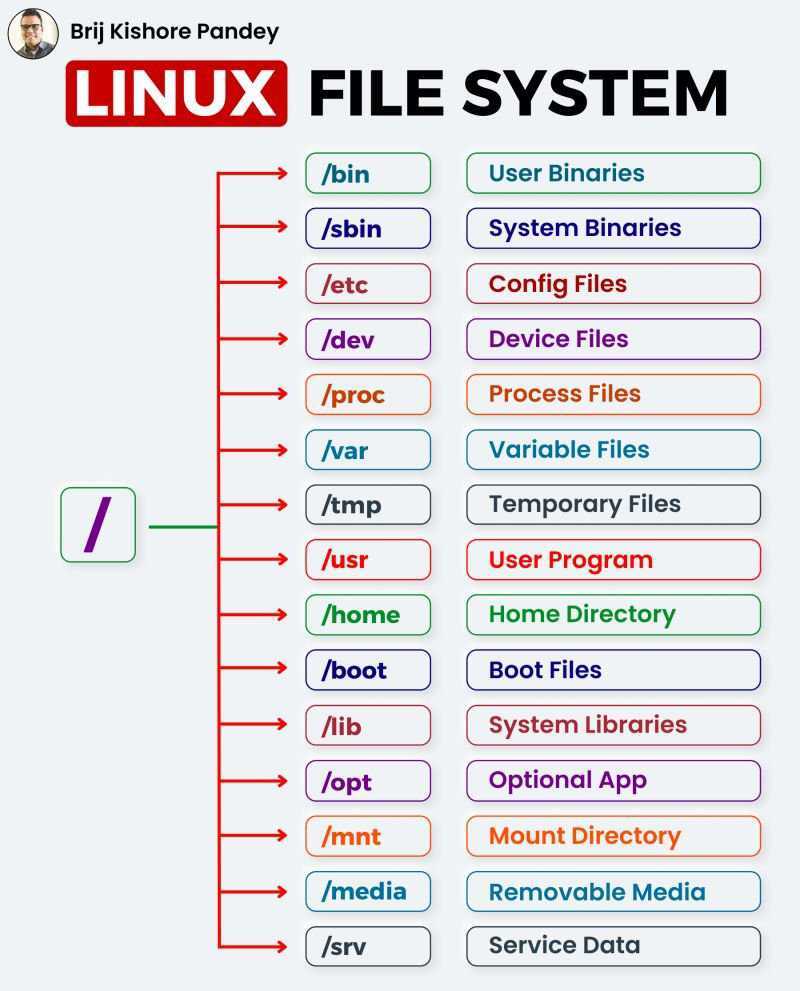 Brij Kishore Pandey
LINUX FILE SYSTEM
/
/bin User Binaries
/sbin System Binaries
/etc Config Files
/dev Device Files
/proc Process Files
/var Variable Files
/tmp Temporary Files
/usr User Program
/home Home Directory
/boot Boot Files
/lib System Libraries
/opt Optional App
/mnt Mount Directory
/media Removable Media
/srv Service Data